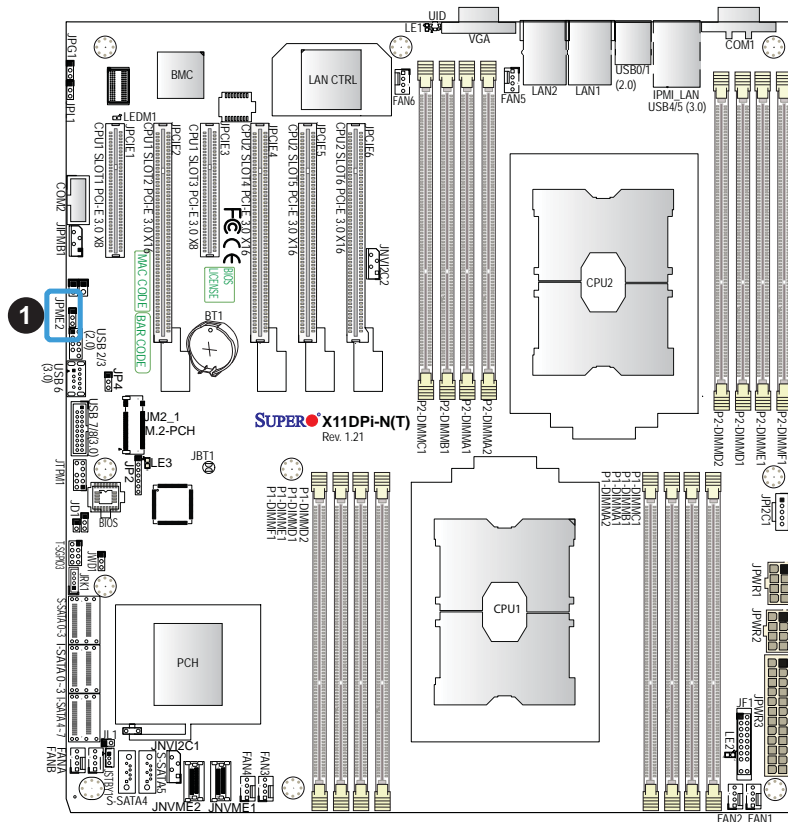 UID
LE1
VGA
COM1
JPG1
BMC
LAN CTRL
FAN6
FAN5
LAN2
LAN1
USB0/1
(2.0)
IPMI_LAN
USB4/5 (3.0)
JPL1
LEDM1
JPCIE1
CPU1 SLOT1 PCI-E 3.0 X8
JPCIE2
CPU1 SLOT2 PCI-E 3.0 X16
JPCIE3
CPU1 SLOT3 PCI-E 3.0 X8
JPCIE4
CPU2 SLOT4 PCI-E 3.0 X16
JPCIE5
CPU2 SLOT5 PCI-E 3.0 X16
JPCIE6
CPU2 SLOT6 PCI-E 3.0 X16
COM2
JIPMB1
FC CE
MAC CODE
BAR CODE
BIOS
LICENSE
JNVI2C2
CPU2
1
JPME2
BT1
+
USB 2/3
(2.0)
USB 6
(3.0)
JP4
USB 7/8(3.0)
JM2_1
M.2-PCH
SUPER X11DPi-N(T)
Rev. 1.21
P2-DIMMC1
P2-DIMMB1
P2-DIMMA1
P2-DIMMA2
P2-DIMMD2
P2-DIMMD1
P2-DIMME1
P2-DIMMF1
LE3
JBT1
JTPM1
JP2
BIOS
JD1
P1-DIMMF1
P1-DIMME1
P1-DIMMD1
P1-DIMMD2
P1-DIMMA2
P1-DIMMA1
P1-DIMMB1
P1-DIMMC1
JPI2C1
T-SGPIO3
JWD1
JRK1
JPWR1
S-SATA0-3
I-SATA0~3
I-SATA4~7
PCH
CPU1
JPWR2
JF1
JPWR3
LE2
FANB
FANA
JSTBY1
JNVI2C1
S-SATA4
S-SATA5
JNVME2
JNVME1
FAN4
FAN3
FAN2
FAN1